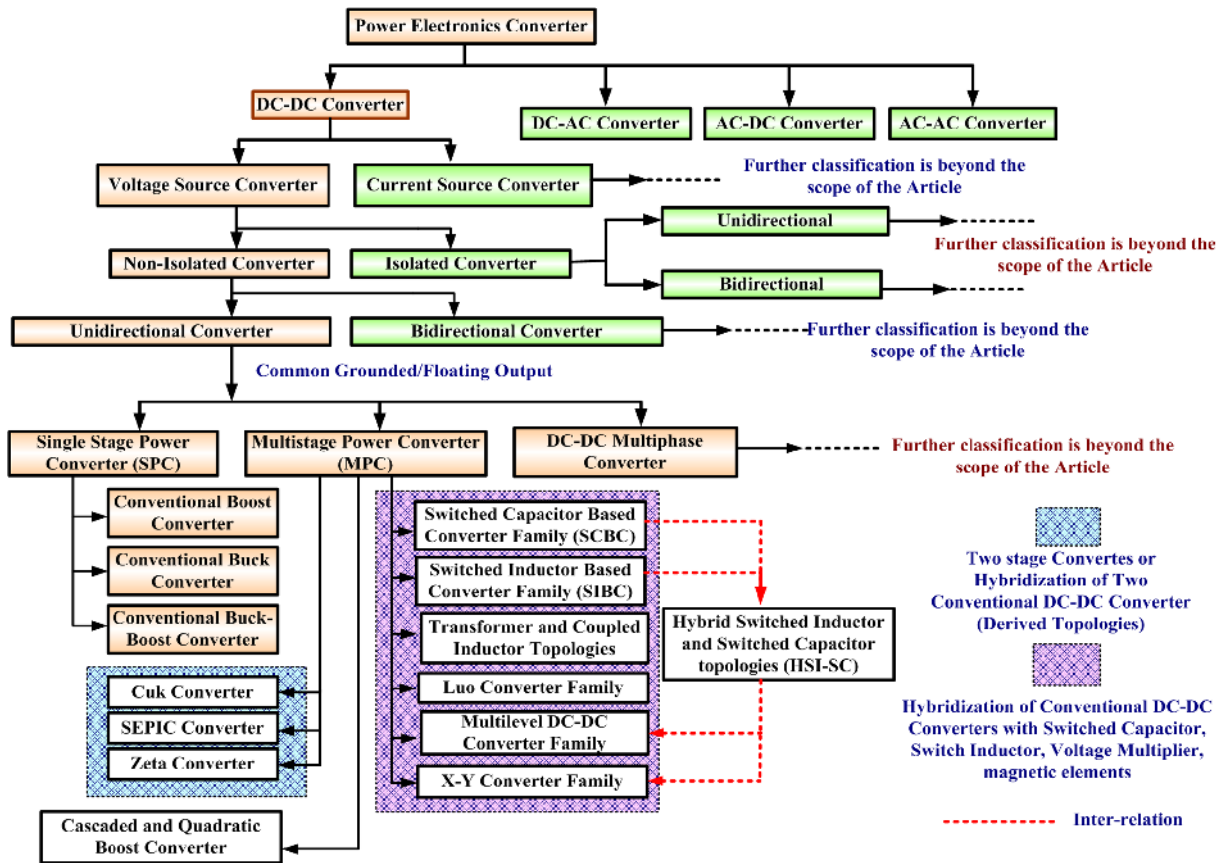 Power Electronics Converter
DC-DC Converter
DC-AC Converter
AC-DC Converter
AC-AC Converter
Voltage Source Converter
Current Source Converter
Further classification is beyond the
scope of the Article
Unidirectional
Non-Isolated Converter
Isolated Converter
Further classification is beyond the
scope of the Article
Bidirectional
Unidirectional Converter
Bidirectional Converter
Further classification is beyond the
scope of the Article
Common Grounded/Floating Output
Single Stage Power
Converter (SPC)
Multistage Power Converter
(MPC)
DC-DC Multiphase
Converter
Further classification is beyond the
scope of the Article
Conventional Boost
Converter
Conventional Buck
Converter
Conventional Buck-
Boost Converter
Cuk Converter
SEPIC Converter
Zeta Converter
Cascaded and Quadratic
Boost Converter
Switched Capacitor Based
Converter Family (SCBC)
Switched Inductor Based
Converter Family (SIBC)
Transformer and Coupled
Inductor Topologies
Luo Converter Family
Multilevel DC-DC
Converter Family
X-Y Converter Family
Hybrid Switched Inductor
and Switched Capacitor
topologies (HSI-SC)
Two stage Convertes or
Hybridization of Two
Conventional DC-DC Converter
(Derived Topologies)
Hybridization of Conventional DC-DC
Converters with Switched Capacitor,
Switch Inductor, Voltage Multiplier,
magnetic elements
Inter-relation